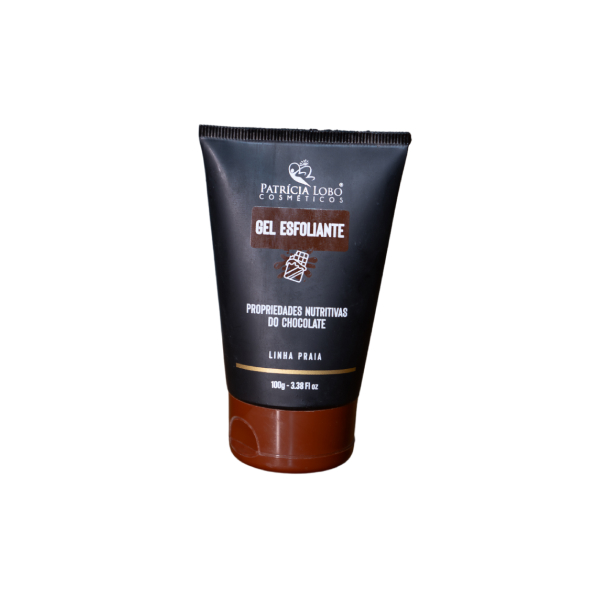 PATRÍCIA LOBO®
COSMÉTICOS
GEL ESFOLIANTE
PROPRIEDADES NUTRITIVAS
DO CHOCOLATE
LINHA PRAIA
100g - 3.38 Fl oz